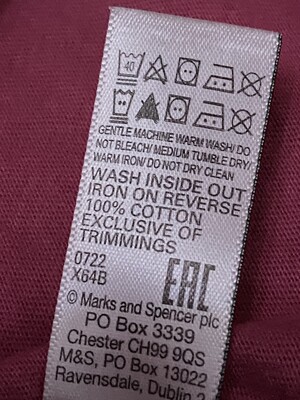 40
GENTLE MACHINE WARM WASH/DO
NOT BLEACH/MEDIUM TUMBLE DRY/
WARM IRON/DO NOT DRY CLEAN
WASH INSIDE OUT
IRON ON REVERSE
100% COTTON
EXCLUSIVE OF
TRIMMINGS
0722
X64B
EAC
© Marks and Spencer plc
PO Box 3339
Chester CH99 9QS
M&S, PO Box 13022
Ravensdale, Dublin 2